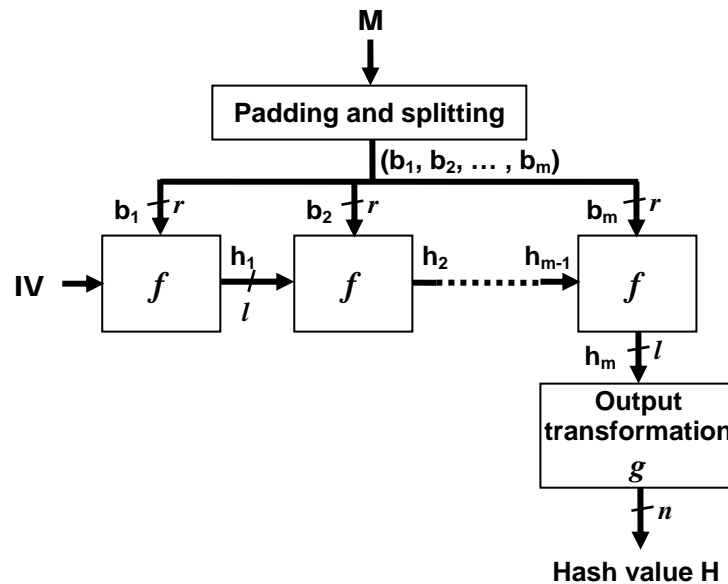 M
Padding and splitting
(b₁, b₂, … , bₘ)
b₁ r b₂ r bₘ r
IV f h₁ l f h₂ hₘ₋₁ f
hₘ l
Output
transformation
g
n
Hash value H